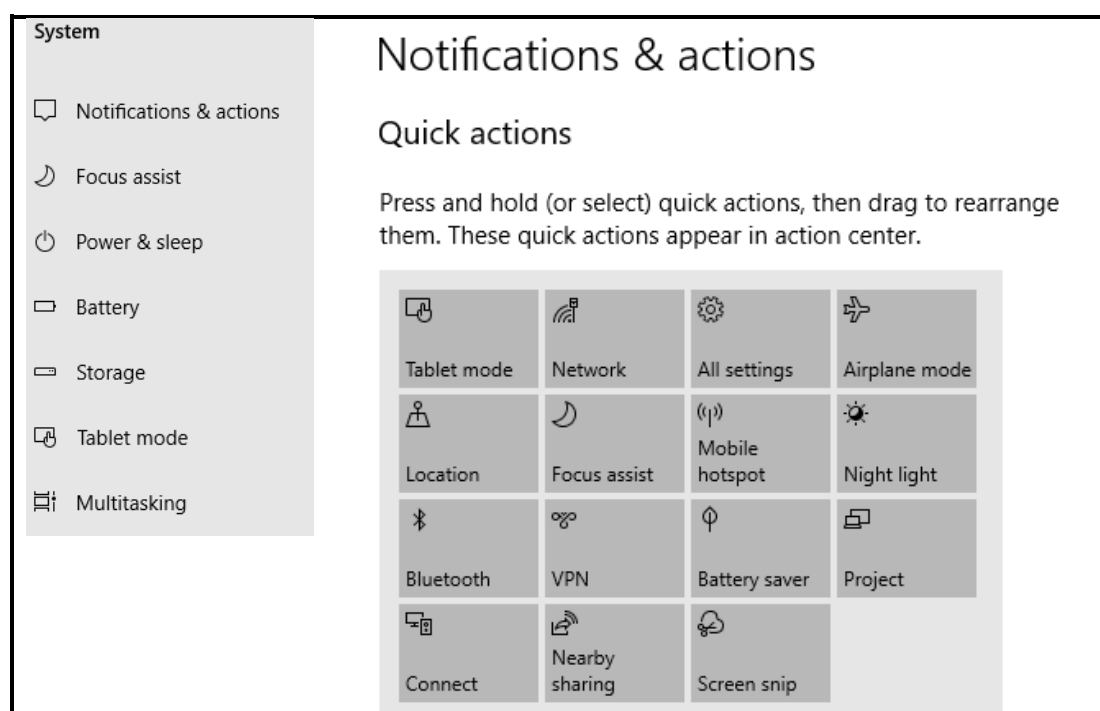 System
Notifications & actions
Focus assist
Power & sleep
Battery
Storage
Tablet mode
Multitasking
Notifications & actions
Quick actions
Press and hold (or select) quick actions, then drag to rearrange
them. These quick actions appear in action center.
Tablet mode
Network
All settings
Airplane mode
Location
Focus assist
Mobile
hotspot
Night light
Bluetooth
VPN
Battery saver
Project
Connect
Nearby
sharing
Screen snip